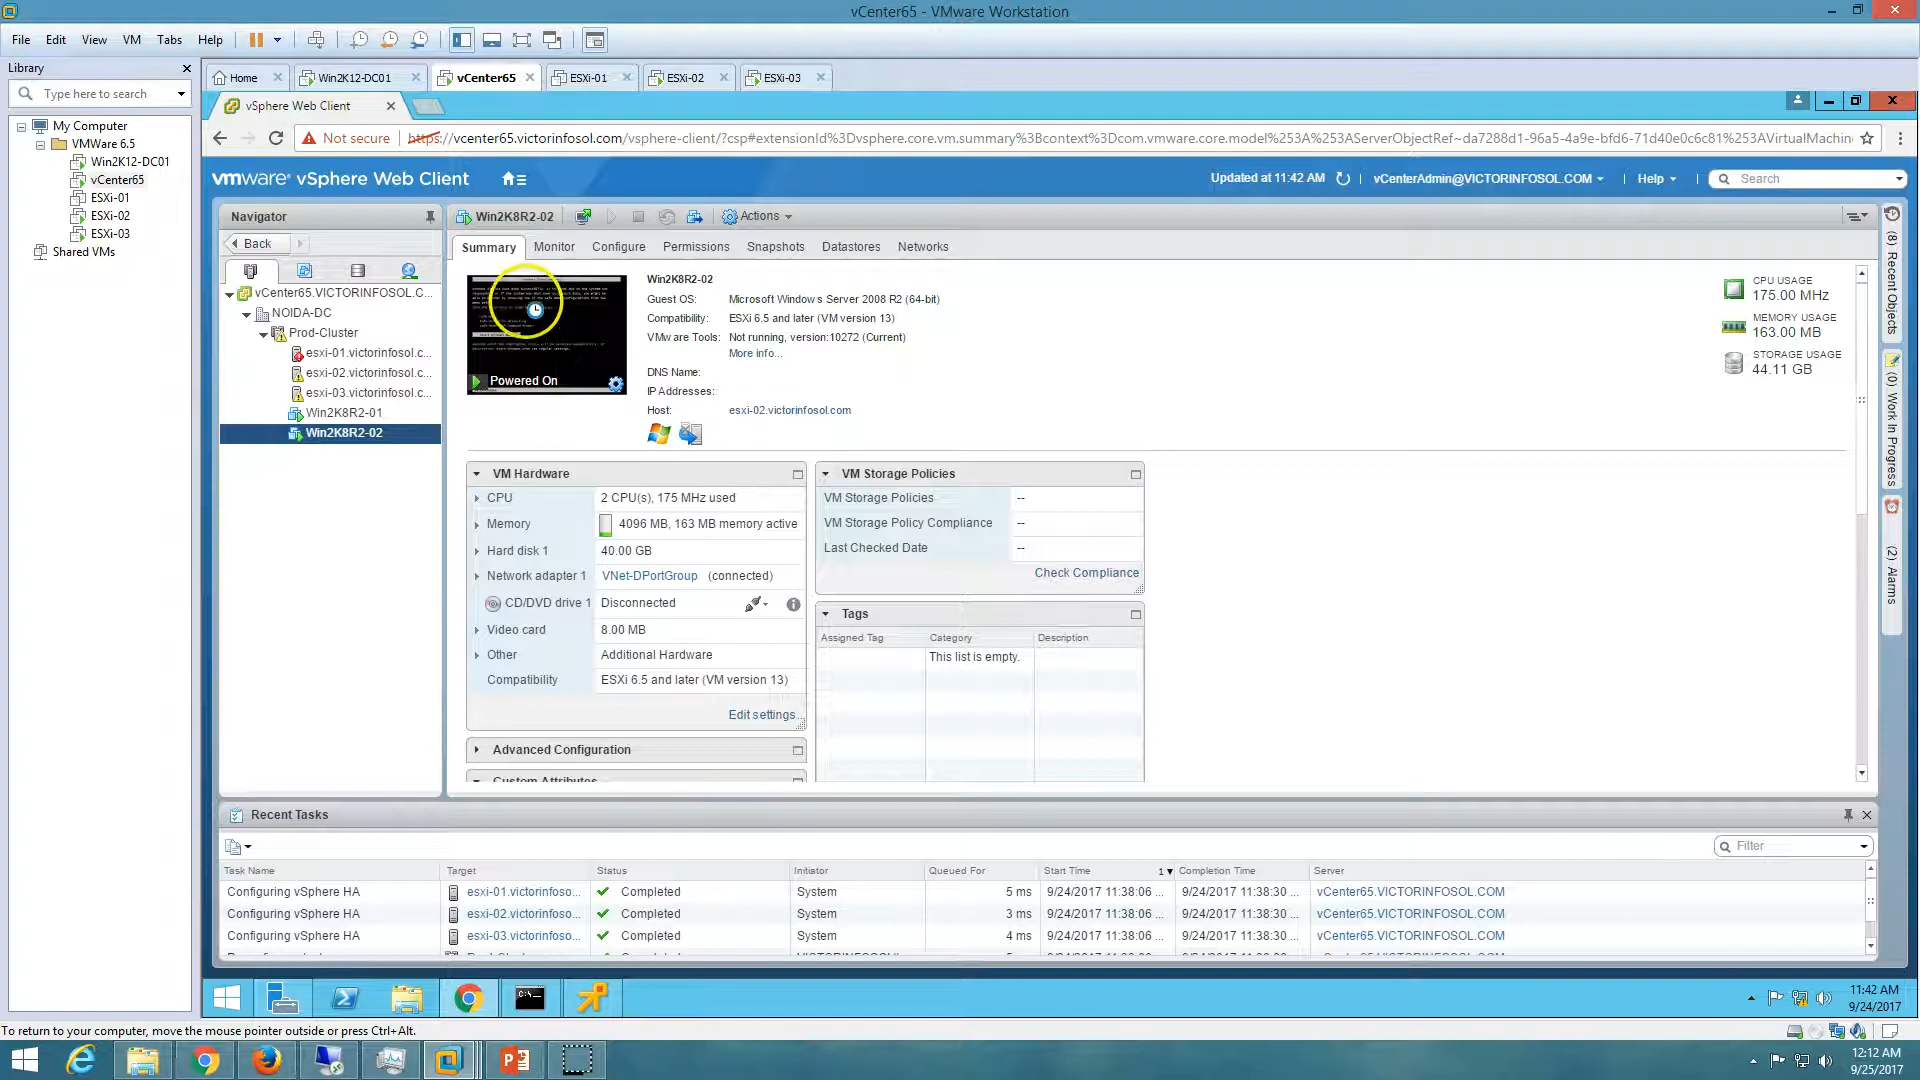 vCenter65 - VMware Workstation
File Edit View VM Tabs Help
Library
Type here to search
My Computer
VMWare 6.5
Win2K12-DC01
vCenter65
ESXi-01
ESXi-02
ESXi-03
Shared VMs
Home Win2K12-DC01 vCenter65 ESXi-01 ESXi-02 ESXi-03
vSphere Web Client
Not secure https://vcenter65.victorinfosol.com/vsphere-client/?csp#extensionId%3Dvsphere.core.vm.summary%3Bcontext%3Dcom.vmware.core.model%253A%253AServerObjectRef~da7288d1-96a5-4a9e-bfd6-71d40e0c6c81%253AVirtualMachin
vmware® vSphere Web Client
Updated at 11:42 AM vCenterAdmin@VICTORINFOSOL.COM Help Search
Navigator
Back
vCenter65.VICTORINFOSOL.C...
NOIDA-DC
Prod-Cluster
esxi-01.victorinfosol.c...
esxi-02.victorinfosol.c...
esxi-03.victorinfosol.c...
Win2K8R2-01
Win2K8R2-02
Win2K8R2-02 Actions
Summary Monitor Configure Permissions Snapshots Datastores Networks
Powered On
Win2K8R2-02
Guest OS: Microsoft Windows Server 2008 R2 (64-bit)
Compatibility: ESXi 6.5 and later (VM version 13)
VMware Tools: Not running, version:10272 (Current)
More info...
DNS Name:
IP Addresses:
Host: esxi-02.victorinfosol.com
CPU USAGE
175.00 MHz
MEMORY USAGE
163.00 MB
STORAGE USAGE
44.11 GB
VM Hardware
CPU 2 CPU(s), 175 MHz used
Memory 4096 MB, 163 MB memory active
Hard disk 1 40.00 GB
Network adapter 1 VNet-DPortGroup (connected)
CD/DVD drive 1 Disconnected
Video card 8.00 MB
Other Additional Hardware
Compatibility ESXi 6.5 and later (VM version 13)
Edit settings...
Advanced Configuration
Custom Attributes
VM Storage Policies
VM Storage Policies --
VM Storage Policy Compliance --
Last Checked Date --
Check Compliance
Tags
Assigned Tag Category Description
This list is empty.
(8) Recent Objects
(0) Work In Progress
(2) Alarms
Recent Tasks
Filter
Task Name Target Status Initiator Queued For Start Time 1 Completion Time Server
Configuring vSphere HA esxi-01.victorinfoso... Completed System 5 ms 9/24/2017 11:38:06 ... 9/24/2017 11:38:30 ... vCenter65.VICTORINFOSOL.COM
Configuring vSphere HA esxi-02.victorinfoso... Completed System 3 ms 9/24/2017 11:38:06 ... 9/24/2017 11:38:30 ... vCenter65.VICTORINFOSOL.COM
Configuring vSphere HA esxi-03.victorinfoso... Completed System 4 ms 9/24/2017 11:38:06 ... 9/24/2017 11:38:30 ... vCenter65.VICTORINFOSOL.COM
11:42 AM
9/24/2017
To return to your computer, move the mouse pointer outside or press Ctrl+Alt.
12:12 AM
9/25/2017